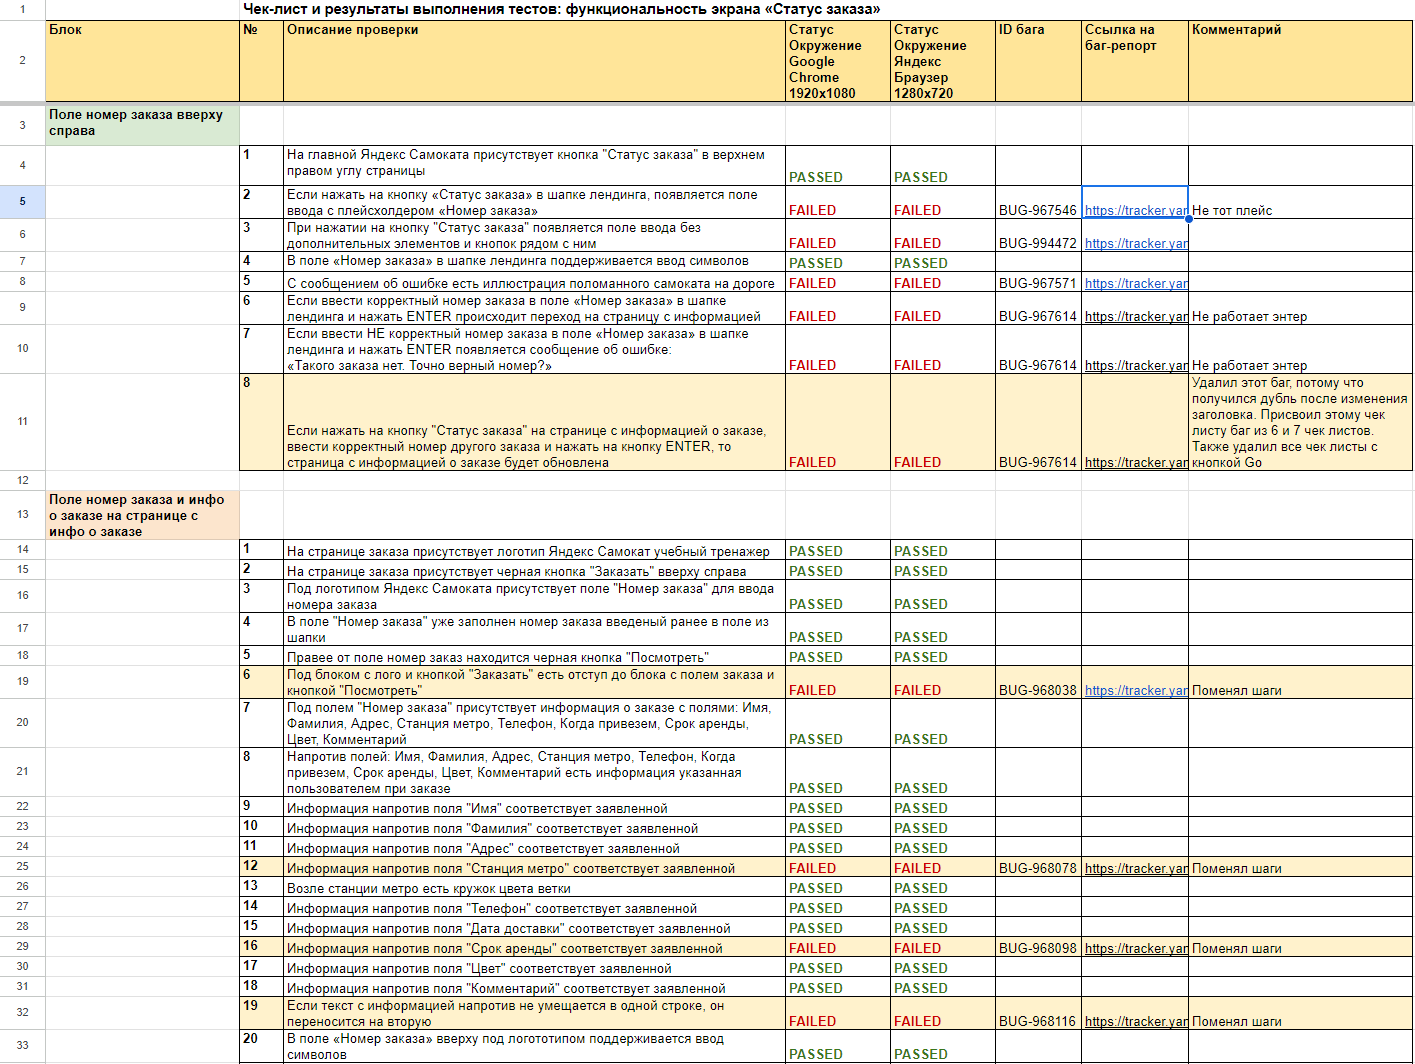 1 Чек-лист и результаты выполнения тестов: функциональность экрана «Статус заказа»
2 Блок № Описание проверки Статус Окружение Google Chrome 1920x1080 Статус Окружение Яндекс Браузер 1280x720 ID бага Ссылка на баг-репорт Комментарий
3 Поле номер заказа вверху справа
4 1 На главной Яндекс Самоката присутствует кнопка "Статус заказа" в верхнем правом углу страницы PASSED PASSED
5 2 Если нажать на кнопку «Статус заказа» в шапке лендинга, появляется поле ввода с плейсхолдером «Номер заказа» FAILED FAILED BUG-967546 https://tracker.yan Не тот плейс
6 3 При нажатии на кнопку "Статус заказа" появляется поле ввода без дополнительных элементов и кнопок рядом с ним FAILED FAILED BUG-994472 https://tracker.yan
7 4 В поле «Номер заказа» в шапке лендинга поддерживается ввод символов PASSED PASSED
8 5 С сообщением об ошибке есть иллюстрация поломанного самоката на дороге FAILED FAILED BUG-967571 https://tracker.yan
9 6 Если ввести корректный номер заказа в поле «Номер заказа» в шапке лендинга и нажать ENTER происходит переход на страницу с информацией FAILED FAILED BUG-967614 https://tracker.yan Не работает энтер
10 7 Если ввести НЕ корректный номер заказа в поле «Номер заказа» в шапке лендинга и нажать ENTER появляется сообщение об ошибке: «Такого заказа нет. Точно верный номер?» FAILED FAILED BUG-967614 https://tracker.yan Не работает энтер
11 8 Если нажать на кнопку "Статус заказа" на странице с информацией о заказе, ввести корректный номер другого заказа и нажать на кнопку ENTER, то страница с информацией о заказе будет обновлена FAILED FAILED BUG-967614 https://tracker.yan Удалил этот баг, потому что получился дубль после изменения заголовка. Присвоил этому чек листу баг из 6 и 7 чек листов. Также удалил все чек листы с кнопкой Go
12
13 Поле номер заказа и инфо о заказе на странице с инфо о заказе
14 1 На странице заказа присутствует логотип Яндекс Самокат учебный тренажер PASSED PASSED
15 2 На странице заказа присутствует черная кнопка "Заказать" вверху справа PASSED PASSED
16 3 Под логотипом Яндекс Самоката присутствует поле "Номер заказа" для ввода номера заказа PASSED PASSED
17 4 В поле "Номер заказа" уже заполнен номер заказа введеный ранее в поле из шапки PASSED PASSED
18 5 Правее от поле номер заказ находится черная кнопка "Посмотреть" PASSED PASSED
19 6 Под блоком с лого и кнопкой "Заказать" есть отступ до блока с полем заказа и кнопкой "Посмотреть" FAILED FAILED BUG-968038 https://tracker.yan Поменял шаги
20 7 Под полем "Номер заказа" присутствует информация о заказе с полями: Имя, Фамилия, Адрес, Станция метро, Телефон, Когда привезем, Срок аренды, Цвет, Комментарий PASSED PASSED
21 8 Напротив полей: Имя, Фамилия, Адрес, Станция метро, Телефон, Когда привезем, Срок аренды, Цвет, Комментарий есть информация указанная пользователем при заказе PASSED PASSED
22 9 Информация напротив поля "Имя" соответствует заявленной PASSED PASSED
23 10 Информация напротив поля "Фамилия" соответствует заявленной PASSED PASSED
24 11 Информация напротив поля "Адрес" соответствует заявленной PASSED PASSED
25 12 Информация напротив поля "Станция метро" соответствует заявленной FAILED FAILED BUG-968078 https://tracker.yan Поменял шаги
26 13 Возле станции метро есть кружок цвета ветки PASSED PASSED
27 14 Информация напротив поля "Телефон" соответствует заявленной PASSED PASSED
28 15 Информация напротив поля "Дата доставки" соответствует заявленной PASSED PASSED
29 16 Информация напротив поля "Срок аренды" соответствует заявленной FAILED FAILED BUG-968098 https://tracker.yan Поменял шаги
30 17 Информация напротив поля "Цвет" соответствует заявленной PASSED PASSED
31 18 Информация напротив поля "Комментарий" соответствует заявленной PASSED PASSED
32 19 Если текст с информацией напротив не умещается в одной строке, он переносится на вторую FAILED FAILED BUG-968116 https://tracker.yan Поменял шаги
33 20 В поле «Номер заказа» вверху под логототипом поддерживается ввод символов PASSED PASSED